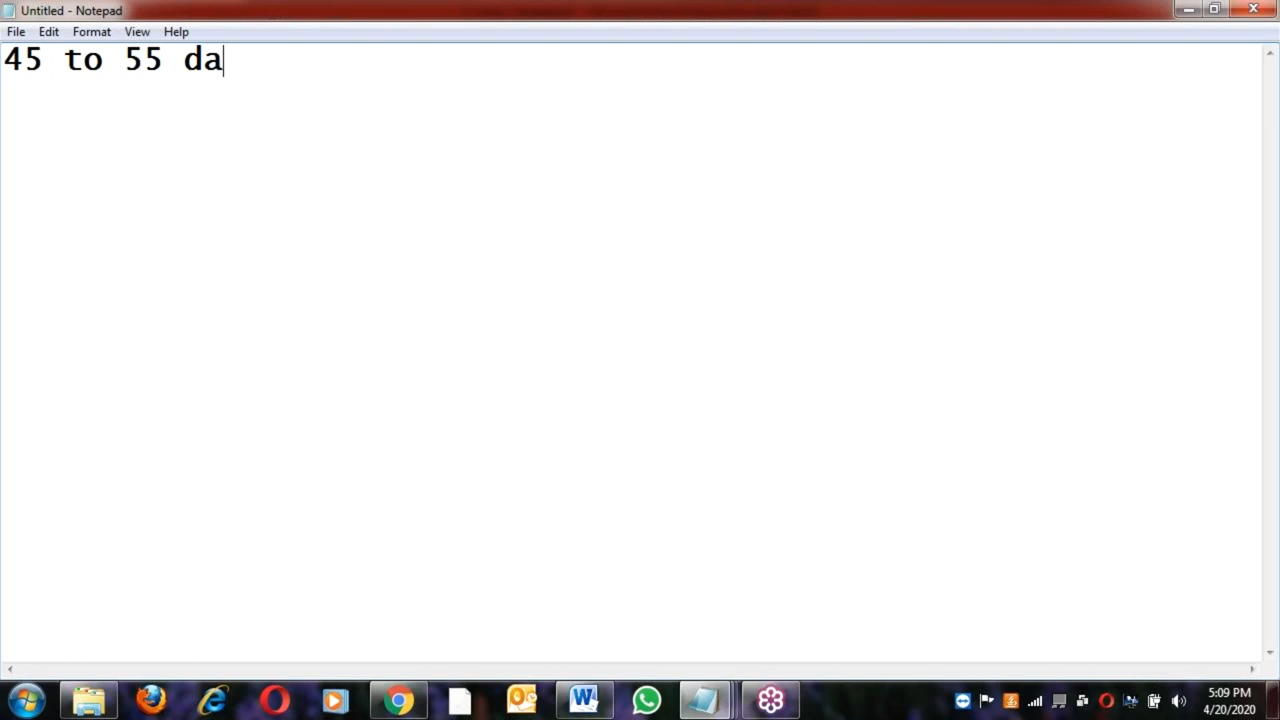 Untitled - Notepad
File Edit Format View Help
45 to 55 da
5:09 PM
4/20/2020